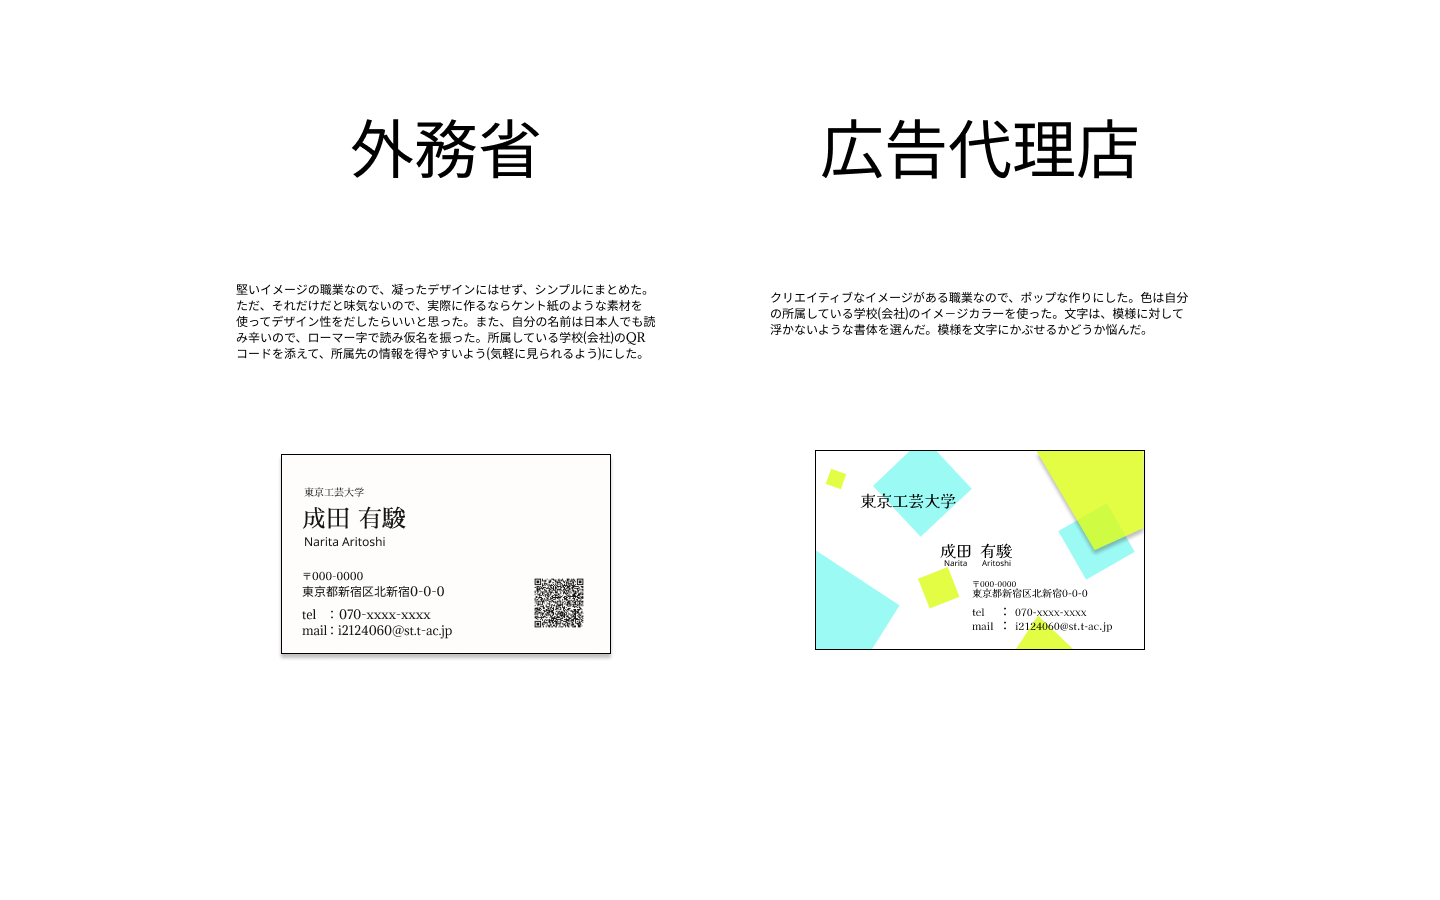 外務省
堅いイメージの職業なので、凝ったデザインにはせず、シンプルにまとめた。
ただ、それだけだと味気ないので、実際に作るならケント紙のような素材を
使ってデザイン性をだしたらいいと思った。また、自分の名前は日本人でも読
み辛いので、ローマー字で読み仮名を振った。所属している学校(会社)のQR
コードを添えて、所属先の情報を得やすいよう(気軽に見られるよう)にした。
東京工芸大学
成田 有駿
Narita Aritoshi
〒000-0000
東京都新宿区北新宿0-0-0
tel : 070-xxxx-xxxx
mail : i2124060@st.t-ac.jp
広告代理店
クリエイティブなイメージがある職業なので、ポップな作りにした。色は自分
の所属している学校(会社)のイメージカラーを使った。文字は、模様に対して
浮かないような書体を選んだ。模様を文字にかぶせるかどうか悩んだ。
東京工芸大学
成田 有駿
Narita Aritoshi
〒000-0000
東京都新宿区北新宿0-0-0
tel : 070-xxxx-xxxx
mail : i2124060@st.t-ac.jp